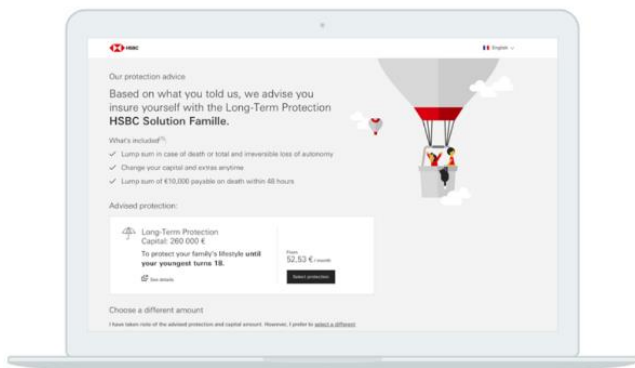 HSBC
English
Our protection advice
Based on what you told us, we advise you
insure yourself with the Long-Term Protection
HSBC Solution Famille.
What's included
✓ Lump sum in case of death or total and irreversible loss of autonomy
✓ Change your capital and extras anytime
✓ Lump sum of €10,000 payable on death within 48 hours
Advised protection:
Long-Term Protection
Capital: 260 000 €
To protect your family's lifestyle until
your youngest turns 18.
See details
From
52,53 € / month
Select protection
Choose a different amount
I have taken note of the advised protection and capital amount. However, I prefer to select a different